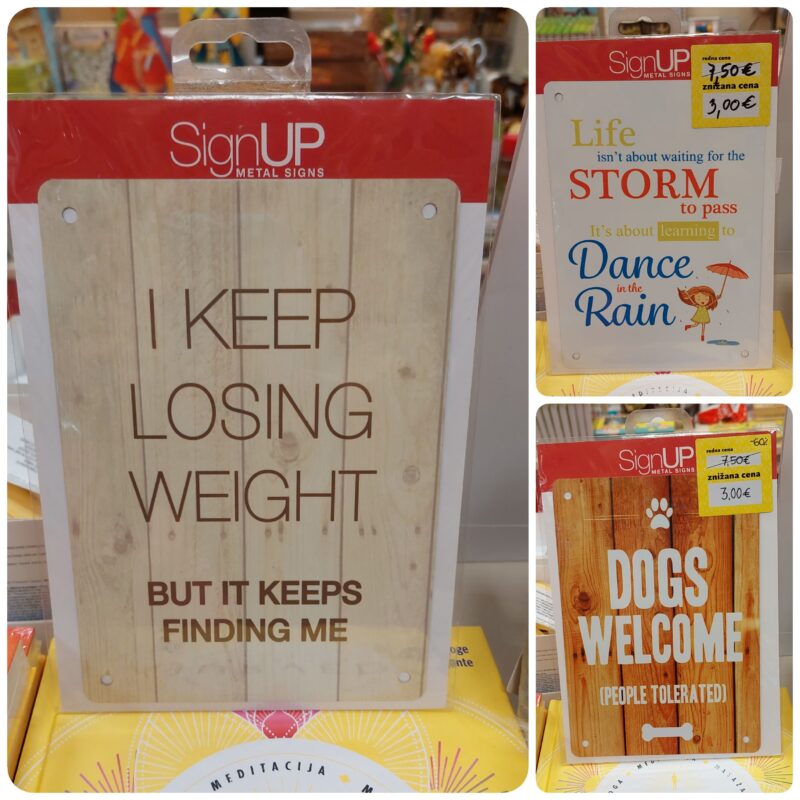 SignUP
METAL SIGNS
I KEEP
LOSING
WEIGHT
BUT IT KEEPS
FINDING ME
MEDITACIJA
SignUP
METAL SIGNS
redna cena
7,50€
znižana cena
3,00€
Life
isn't about waiting for the
STORM
to pass
It's about learning to
Dance
in the
Rain
SignUP
METAL SIGNS
-60%
redna cena
7,50€
znižana cena
3,00€
DOGS
WELCOME
(PEOPLE TOLERATED)